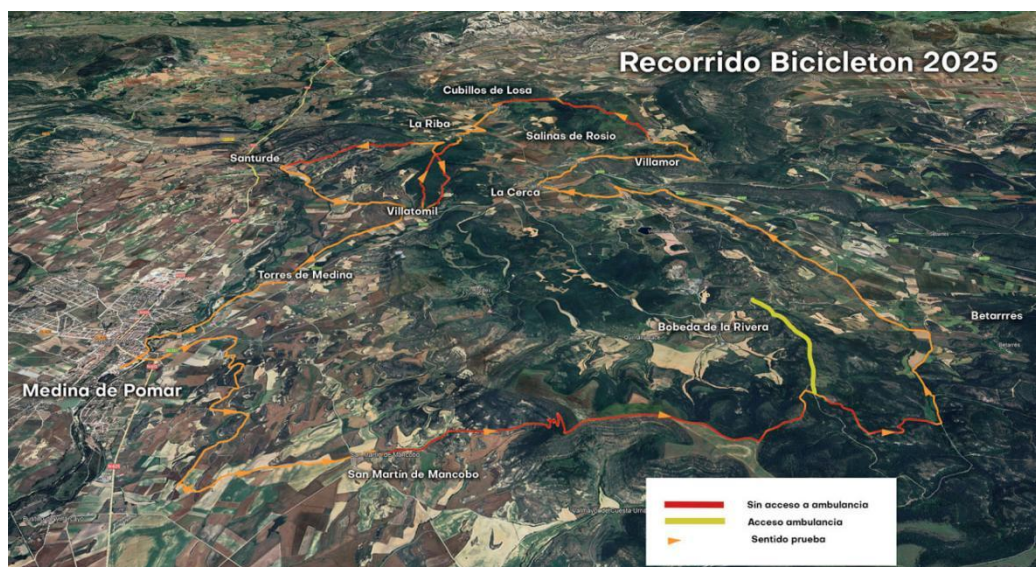 Recorrido Bicicleton 2025
Cubillos de Losa
La Riba
Salinas de Rosio
Santurde
Villamor
La Cerca
Villatomil
Torres de Medina
Betarrres
Bobeda de la Rivera
Betarres
Medina de Pomar
San Martín de Mancobo
Sin acceso a ambulancia
Acceso ambulancia
Sentido prueba